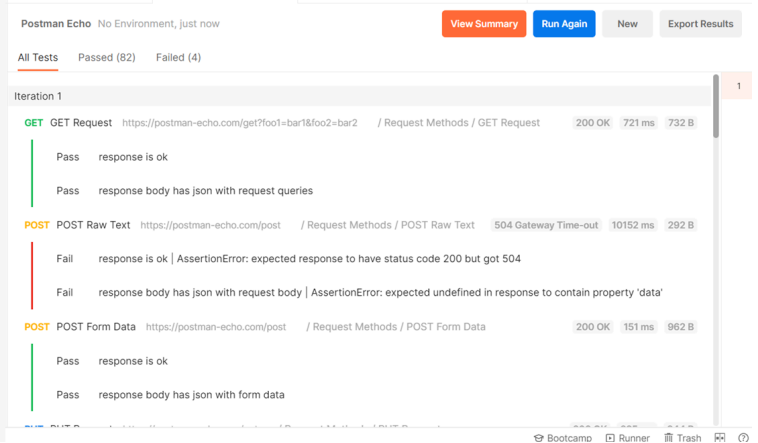 Postman Echo No Environment, just now View Summary Run Again New Export Results
All Tests Passed (82) Failed (4)
1
Iteration 1
GET GET Request https://postman-echo.com/get?foo1=bar1&foo2=bar2 / Request Methods / GET Request 200 OK 721 ms 732 B
Pass response is ok
Pass response body has json with request queries
POST POST Raw Text https://postman-echo.com/post / Request Methods / POST Raw Text 504 Gateway Time-out 10152 ms 292 B
Fail response is ok | AssertionError: expected response to have status code 200 but got 504
Fail response body has json with request body | AssertionError: expected undefined in response to contain property 'data'
POST POST Form Data https://postman-echo.com/post / Request Methods / POST Form Data 200 OK 151 ms 962 B
Pass response is ok
Pass response body has json with form data
Bootcamp Runner Trash